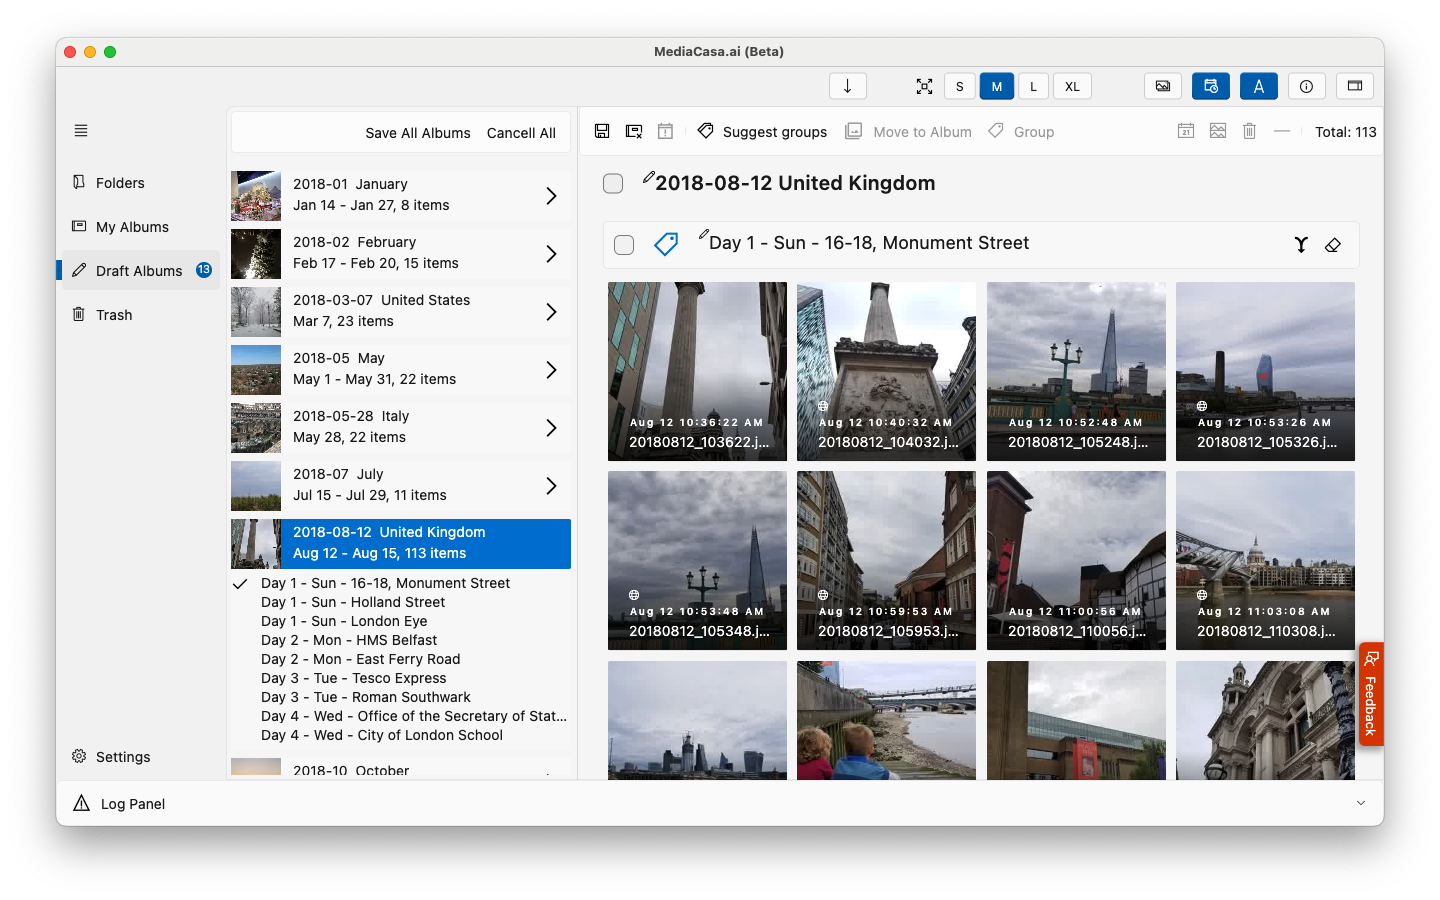 MediaCasa.ai (Beta)
S M L XL A
Save All Albums Cancell All
Suggest groups Move to Album Group 21 Total: 113
Folders
My Albums
Draft Albums 13
Trash
Settings
2018-01 January
Jan 14 - Jan 27, 8 items
2018-02 February
Feb 17 - Feb 20, 15 items
2018-03-07 United States
Mar 7, 23 items
2018-05 May
May 1 - May 31, 22 items
2018-05-28 Italy
May 28, 22 items
2018-07 July
Jul 15 - Jul 29, 11 items
2018-08-12 United Kingdom
Aug 12 - Aug 15, 113 items
Day 1 - Sun - 16-18, Monument Street
Day 1 - Sun - Holland Street
Day 1 - Sun - London Eye
Day 2 - Mon - HMS Belfast
Day 2 - Mon - East Ferry Road
Day 3 - Tue - Tesco Express
Day 3 - Tue - Roman Southwark
Day 4 - Wed - Office of the Secretary of Stat...
Day 4 - Wed - City of London School
2018-10 October
2018-08-12 United Kingdom
Day 1 - Sun - 16-18, Monument Street
Aug 12 10:36:22 AM
20180812_103622.j...
Aug 12 10:40:32 AM
20180812_104032.j...
Aug 12 10:52:48 AM
20180812_105248.j...
Aug 12 10:53:26 AM
20180812_105326.j...
Aug 12 10:53:48 AM
20180812_105348.j...
Aug 12 10:59:53 AM
20180812_105953.j...
Aug 12 11:00:56 AM
20180812_110056.j...
Aug 12 11:03:08 AM
20180812_110308.j...
Feedback
Log Panel